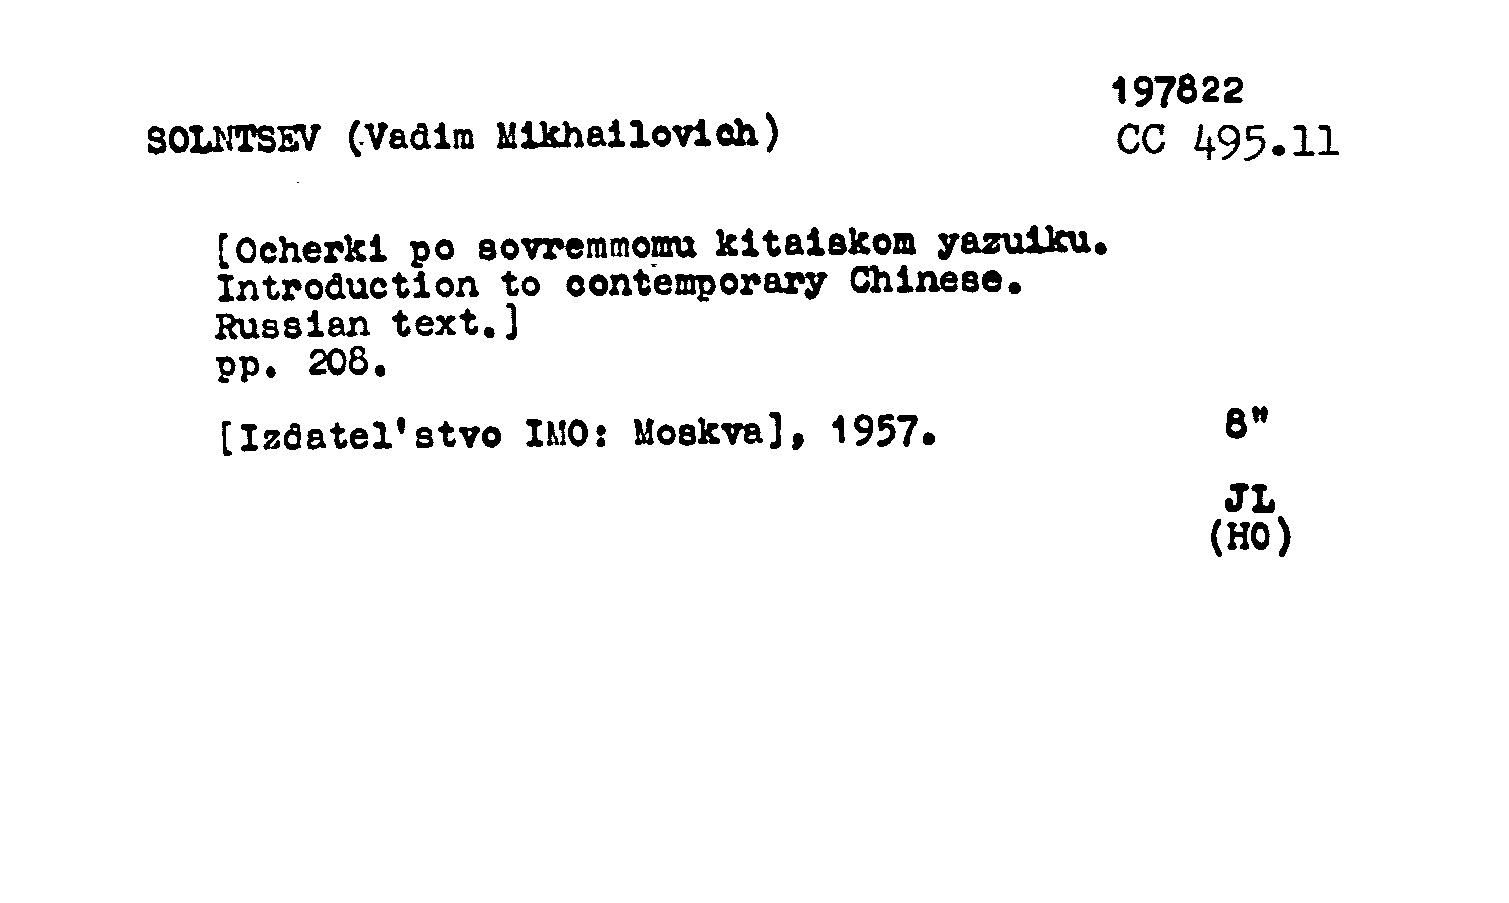 197822
SOLNTSEV (Vadim Mikhailovich)
CC 495.11
[Ocherki po sovremmomu kitaiskom yazuiku.
Introduction to contemporary Chinese.
Russian text.]
pp. 208.
[Izdatel'stvo IMO: Moskva], 1957.
8"
JL
(HO)